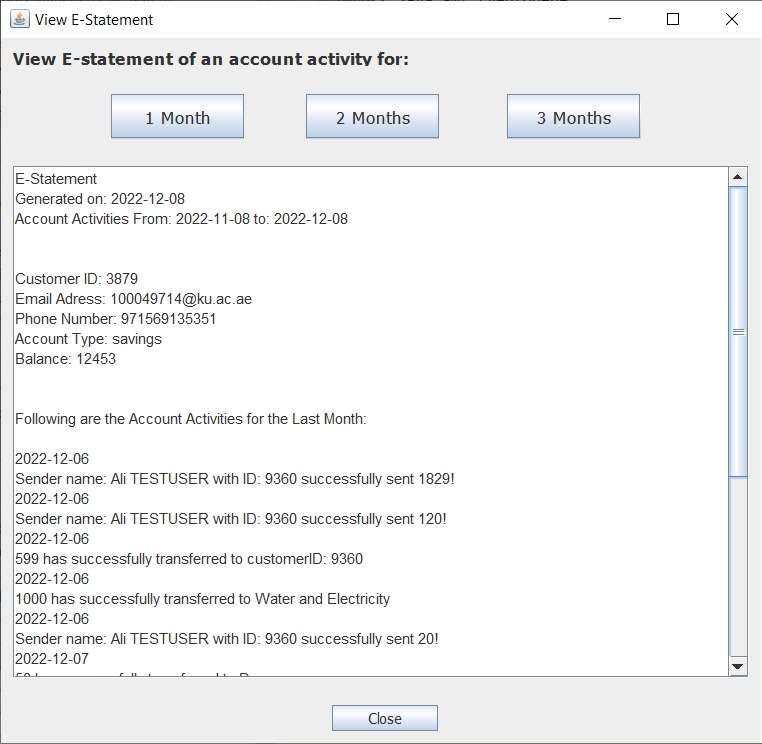 View E-Statement
View E-statement of an account activity for:
1 Month
2 Months
3 Months
E-Statement
Generated on: 2022-12-08
Account Activities From: 2022-11-08 to: 2022-12-08
Customer ID: 3879
Email Adress: 100049714@ku.ac.ae
Phone Number: 971569135351
Account Type: savings
Balance: 12453
Following are the Account Activities for the Last Month:
2022-12-06
Sender name: Ali TESTUSER with ID: 9360 successfully sent 1829!
2022-12-06
Sender name: Ali TESTUSER with ID: 9360 successfully sent 120!
2022-12-06
599 has successfully transferred to customerID: 9360
2022-12-06
1000 has successfully transferred to Water and Electricity
2022-12-06
Sender name: Ali TESTUSER with ID: 9360 successfully sent 20!
2022-12-07
Close